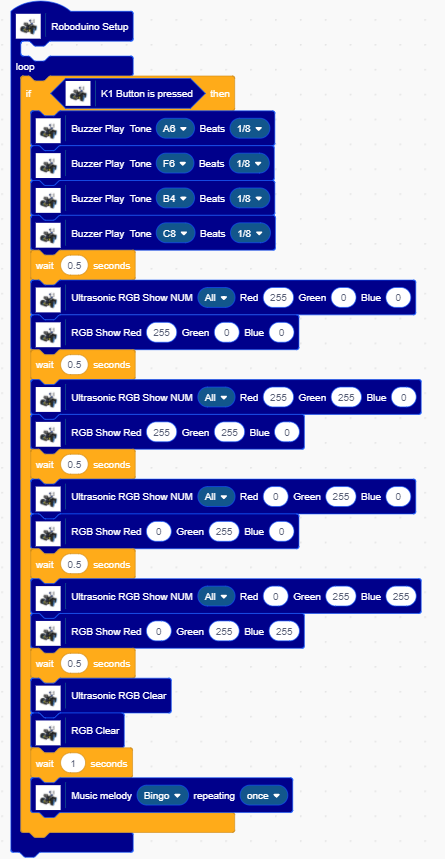 Roboduino Setup
loop
if K1 Button is pressed then
Buzzer Play Tone A6 Beats 1/8
Buzzer Play Tone F6 Beats 1/8
Buzzer Play Tone B4 Beats 1/8
Buzzer Play Tone C8 Beats 1/8
wait 0.5 seconds
Ultrasonic RGB Show NUM All Red 255 Green 0 Blue 0
RGB Show Red 255 Green 0 Blue 0
wait 0.5 seconds
Ultrasonic RGB Show NUM All Red 255 Green 255 Blue 0
RGB Show Red 255 Green 255 Blue 0
wait 0.5 seconds
Ultrasonic RGB Show NUM All Red 0 Green 255 Blue 0
RGB Show Red 0 Green 255 Blue 0
wait 0.5 seconds
Ultrasonic RGB Show NUM All Red 0 Green 255 Blue 255
RGB Show Red 0 Green 255 Blue 255
wait 0.5 seconds
Ultrasonic RGB Clear
RGB Clear
wait 1 seconds
Music melody Bingo repeating once